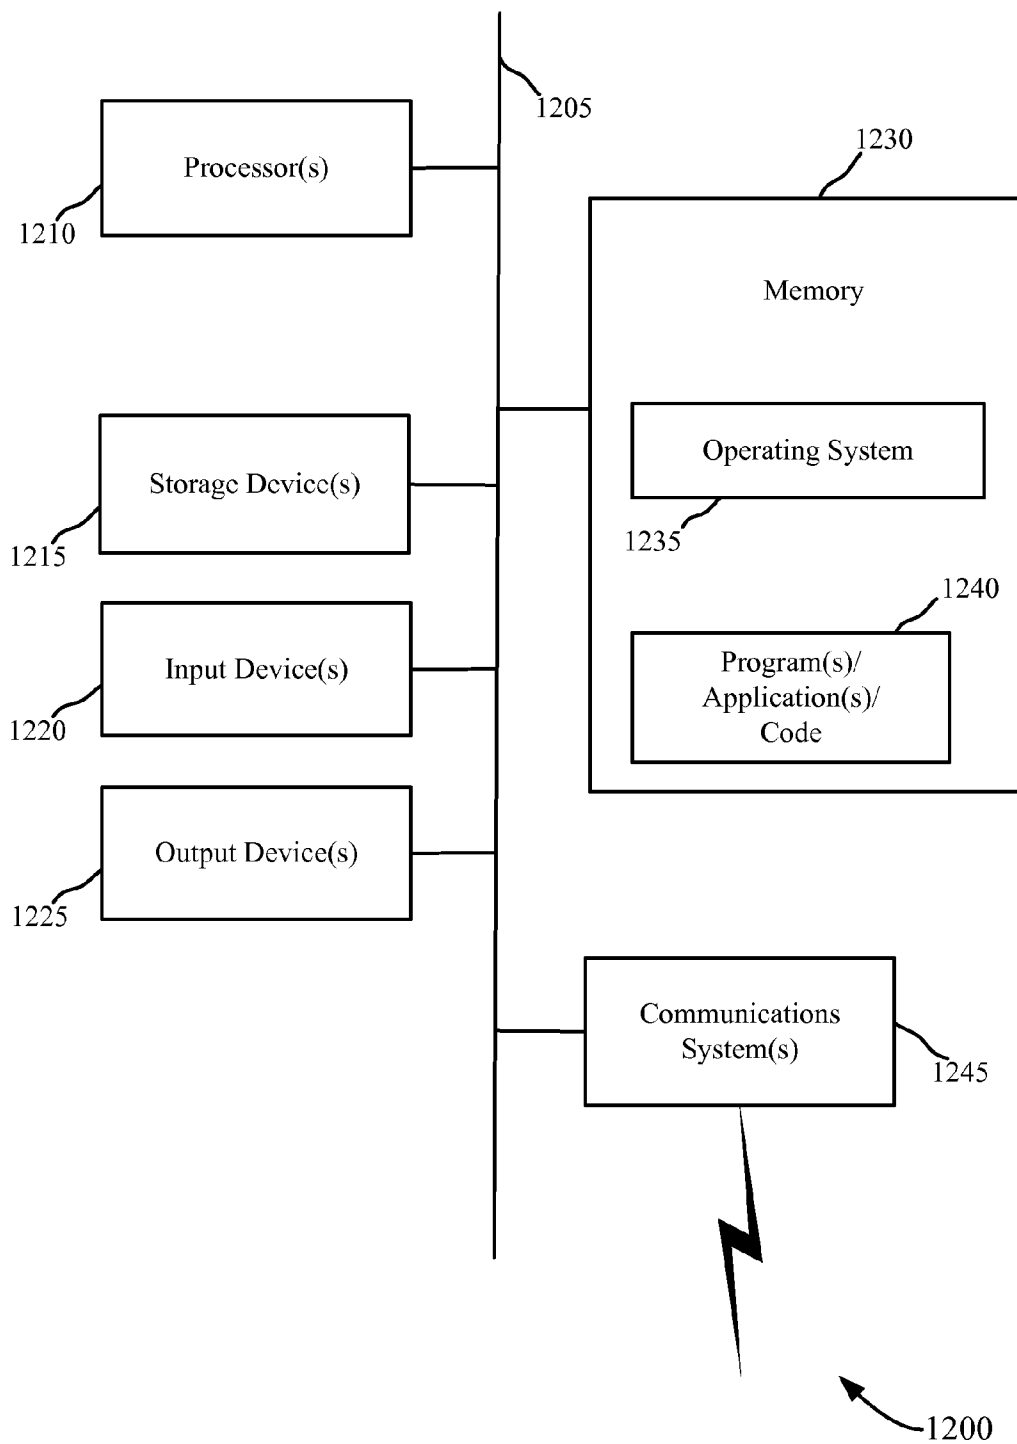 1205
Processor(s)
1210
1230
Memory
Storage Device(s)
1215
Operating System
1235
Input Device(s)
1220
1240
Program(s)/
Application(s)/
Code
Output Device(s)
1225
Communications
System(s)
1245
1200